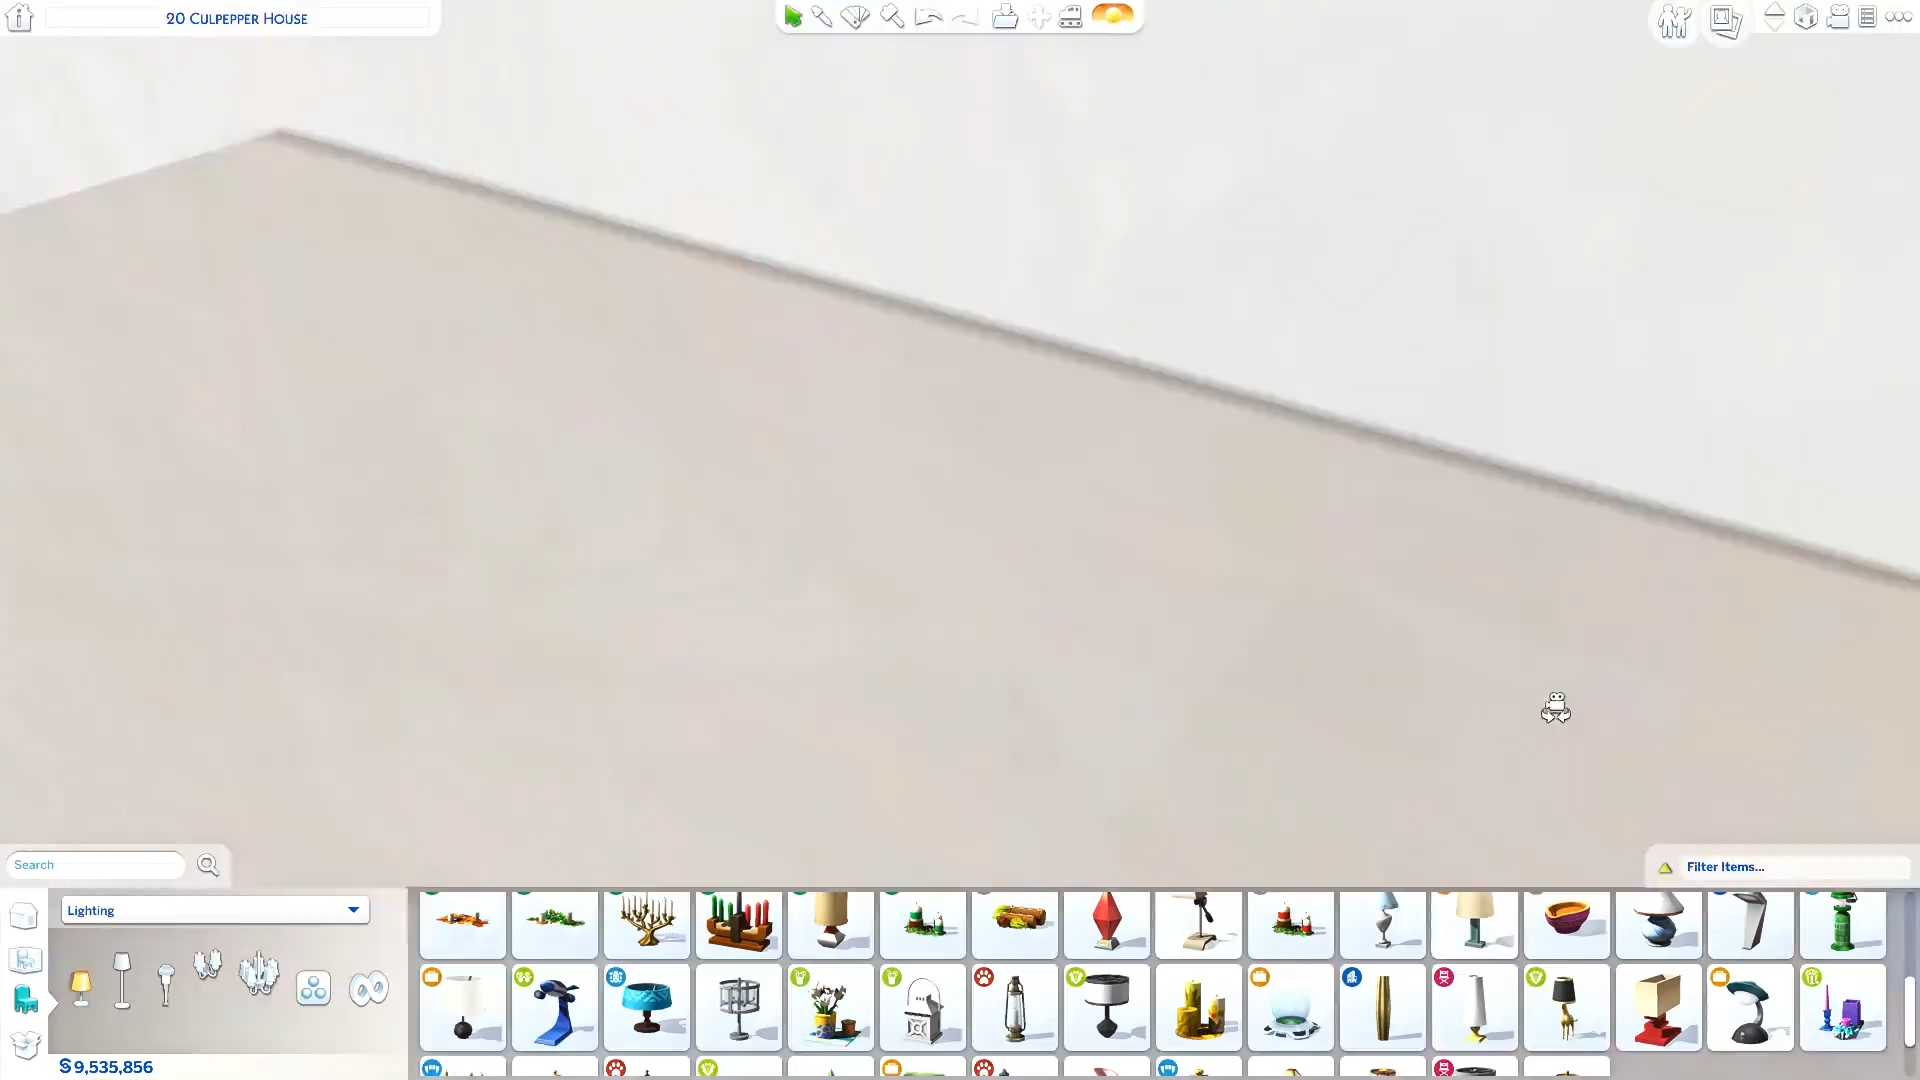 20 CULPEPPER HOUSE
Search
Filter Items...
Lighting
§9,535,856